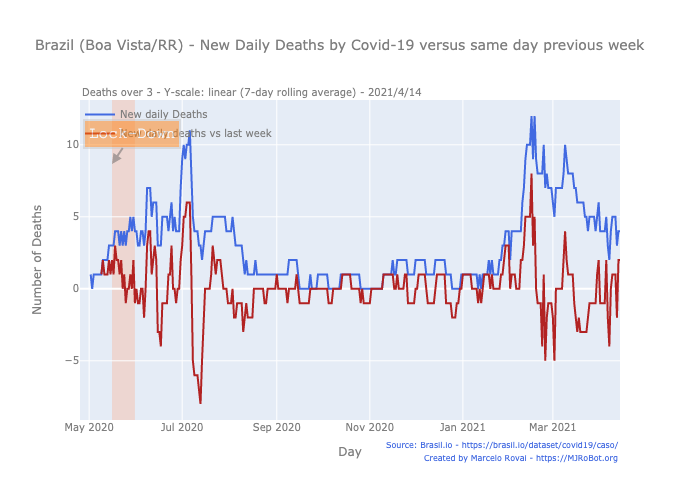 Brazil (Boa Vista/RR) - New Daily Deaths by Covid-19 versus same day previous week
Deaths over 3 - Y-scale: linear (7-day rolling average) - 2021/4/14
New daily Deaths
Lock Down
New daily deaths vs last week
10
5
0
−5
Number of Deaths
May 2020
Jul 2020
Sep 2020
Nov 2020
Jan 2021
Mar 2021
Day
Source: Brasil.io - https://brasil.io/dataset/covid19/caso/
Created by Marcelo Rovai - https://MJRoBot.org